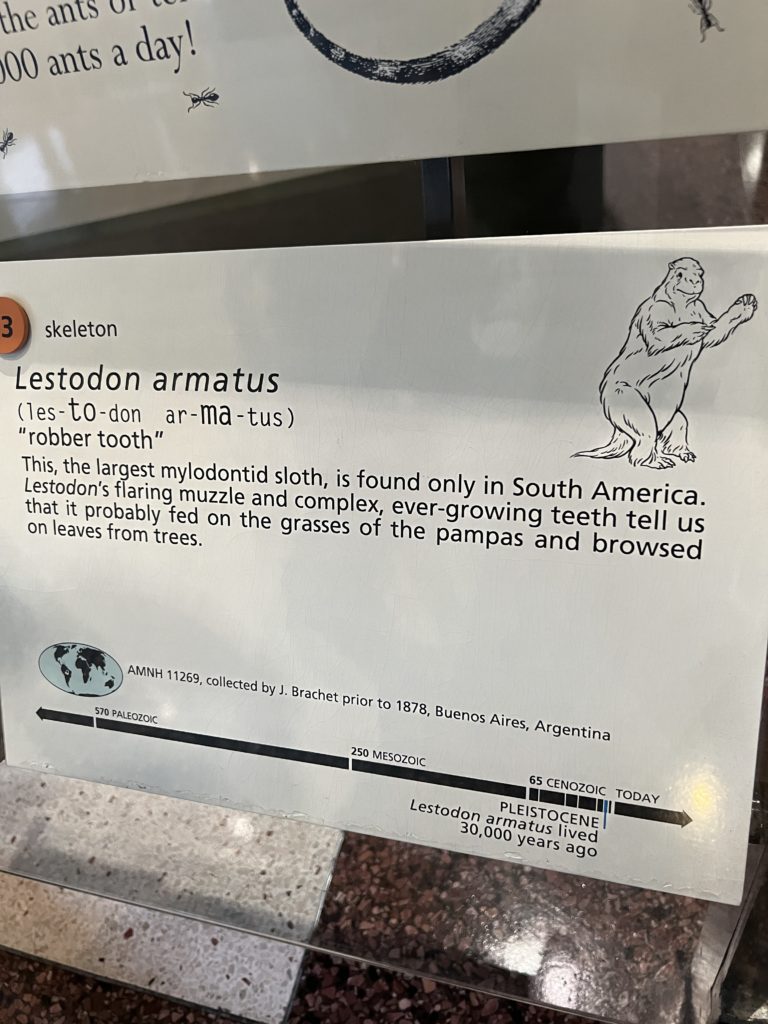 the ants or
000 ants a day!
3
skeleton
Lestodon armatus
(les-to-don ar-ma-tus)
"robber tooth"
This, the largest mylodontid sloth, is found only in South America.
Lestodon's flaring muzzle and complex, ever-growing teeth tell us
that it probably fed on the grasses of the pampas and browsed
on leaves from trees.
AMNH 11269, collected by J. Brachet prior to 1878, Buenos Aires, Argentina
570 PALEOZOIC
250 MESOZOIC
65 CENOZOIC TODAY
PLEISTOCENE
Lestodon armatus lived
30,000 years ago